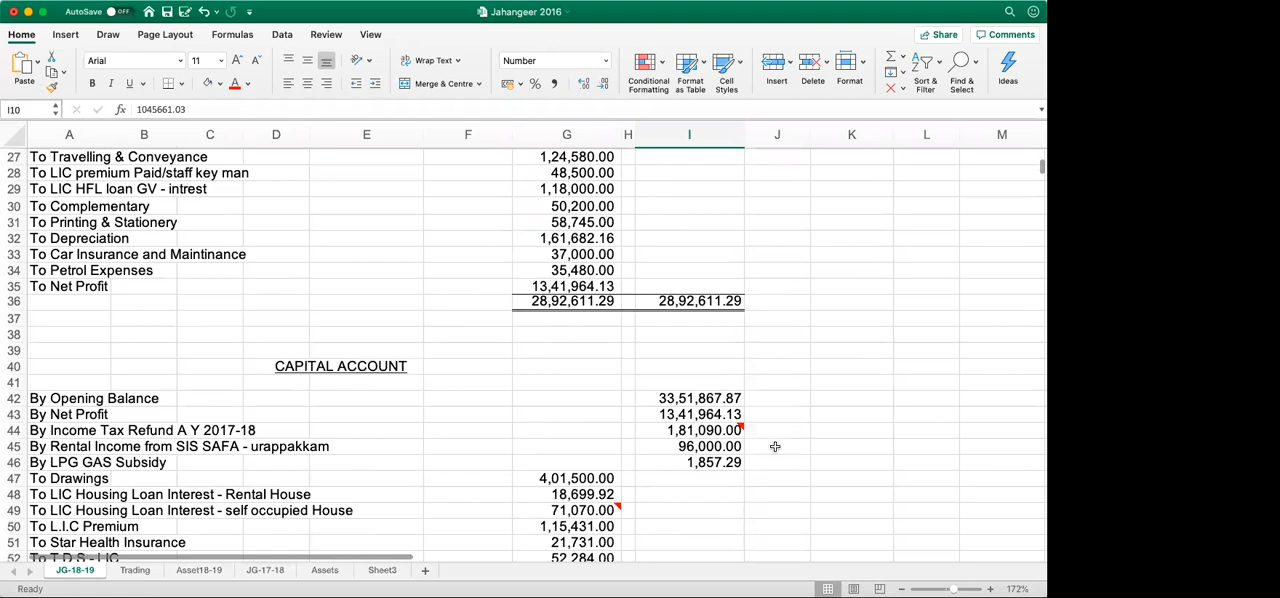 AutoSave OFF Jahangeer 2016
Home Insert Draw Page Layout Formulas Data Review View Share Comments
Paste Arial 11 Wrap Text Merge & Centre Number Conditional Formatting Format as Table Cell Styles Insert Delete Format Sort & Filter Find & Select Ideas
I10 fx 1045661.03
A B C D E F G H I J K L M
27 To Travelling & Conveyance 1,24,580.00
28 To LIC premium Paid/staff key man 48,500.00
29 To LIC HFL loan GV - intrest 1,18,000.00
30 To Complementary 50,200.00
31 To Printing & Stationery 58,745.00
32 To Depreciation 1,61,682.16
33 To Car Insurance and Maintinance 37,000.00
34 To Petrol Expenses 35,480.00
35 To Net Profit 13,41,964.13
36 28,92,611.29 28,92,611.29
37
38
39
40 CAPITAL ACCOUNT
41
42 By Opening Balance 33,51,867.87
43 By Net Profit 13,41,964.13
44 By Income Tax Refund A Y 2017-18 1,81,090.00
45 By Rental Income from SIS SAFA - urappakkam 96,000.00
46 By LPG GAS Subsidy 1,857.29
47 To Drawings 4,01,500.00
48 To LIC Housing Loan Interest - Rental House 18,699.92
49 To LIC Housing Loan Interest - self occupied House 71,070.00
50 To L.I.C Premium 1,15,431.00
51 To Star Health Insurance 21,731.00
52 To T.D.S - LIC 52,284.00
JG-18-19 Trading Asset18-19 JG-17-18 Assets Sheet3 +
Ready 172%